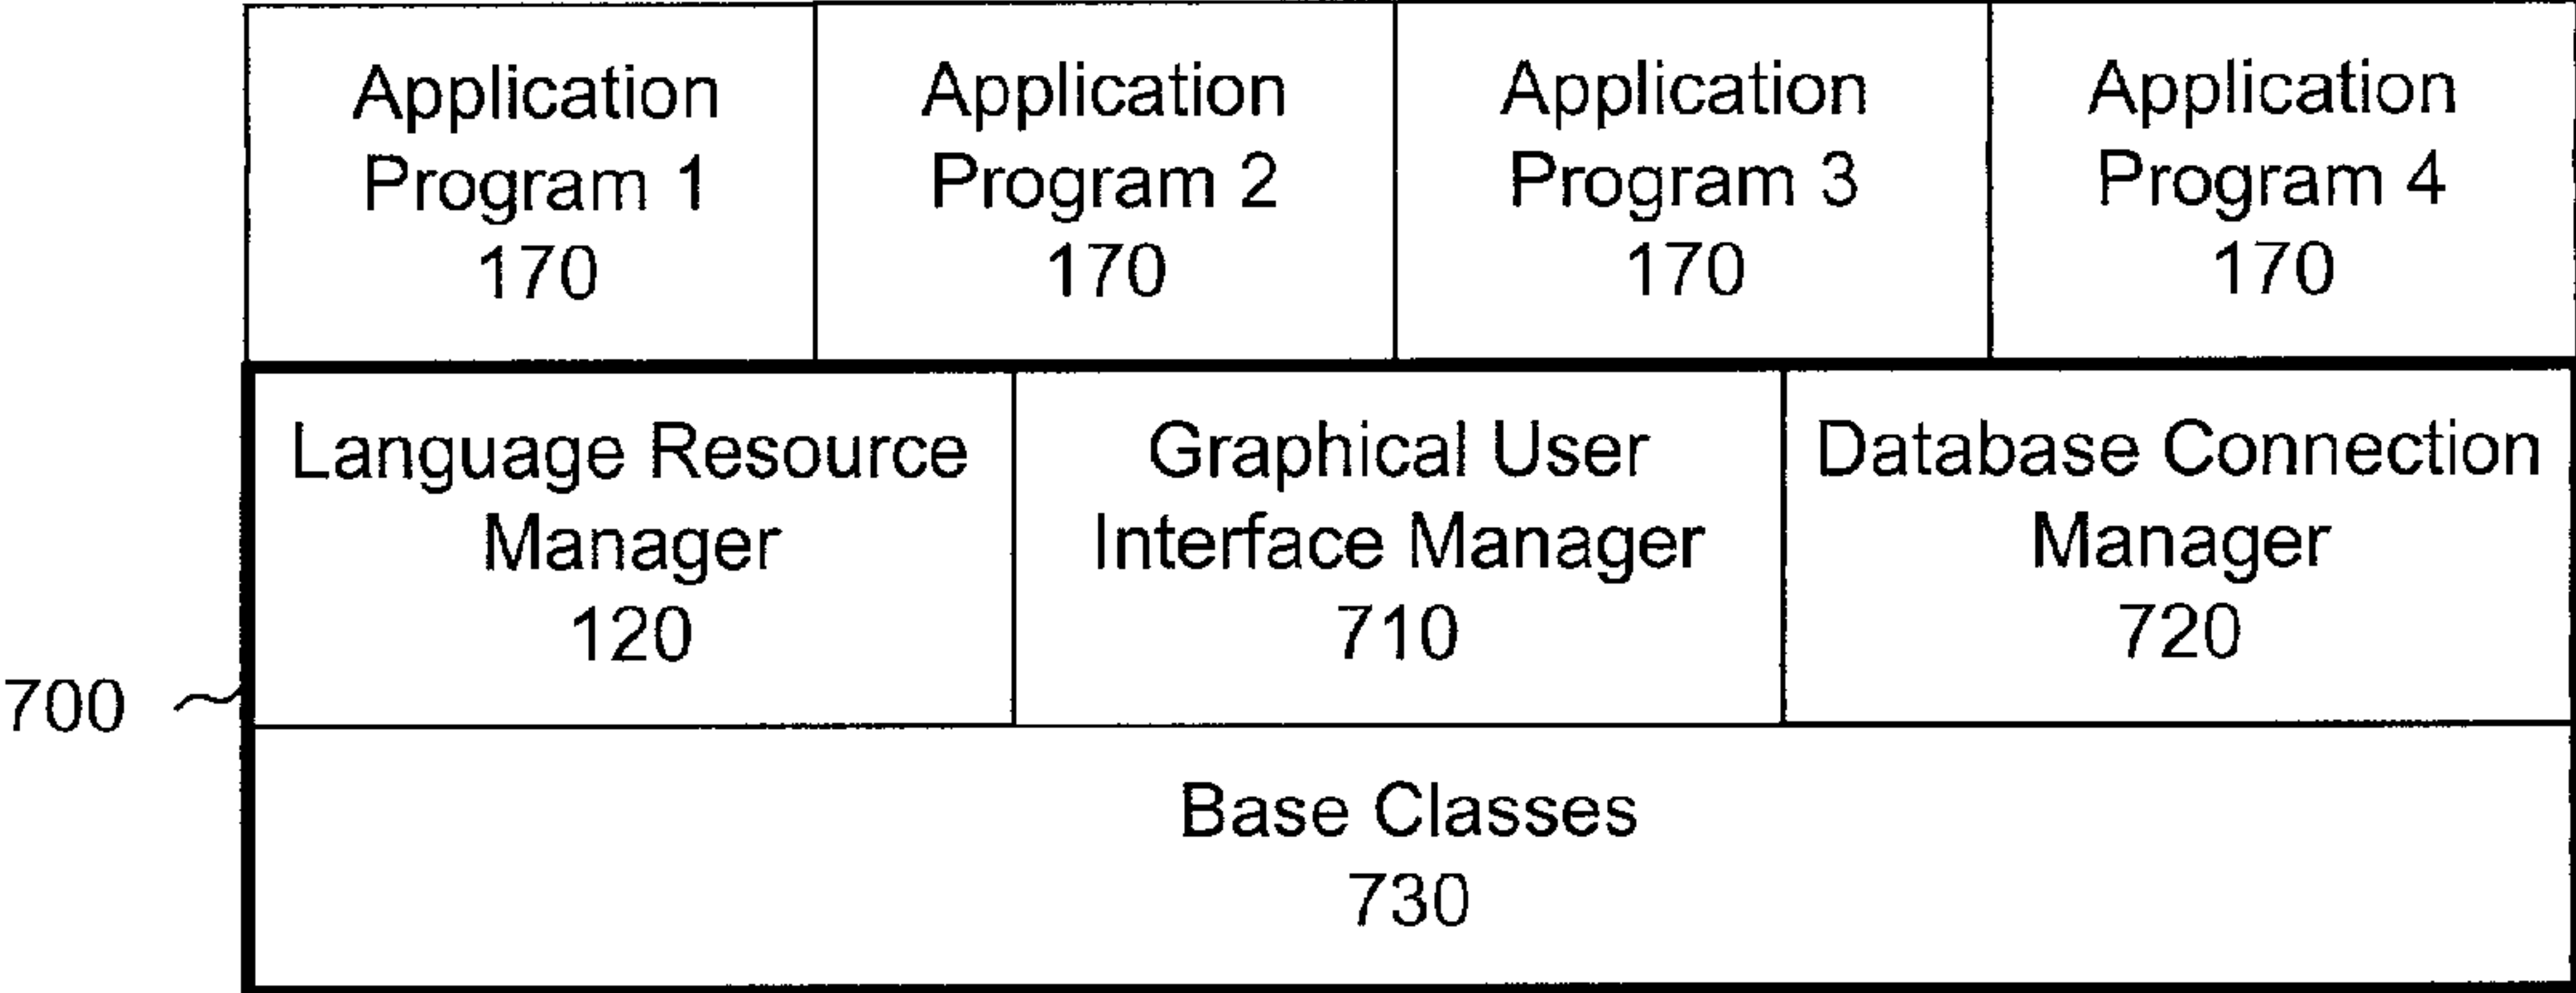 Application
Program 1
170
Application
Program 2
170
Application
Program 3
170
Application
Program 4
170
Language Resource
Manager
120
Graphical User
Interface Manager
710
Database Connection
Manager
720
700
Base Classes
730